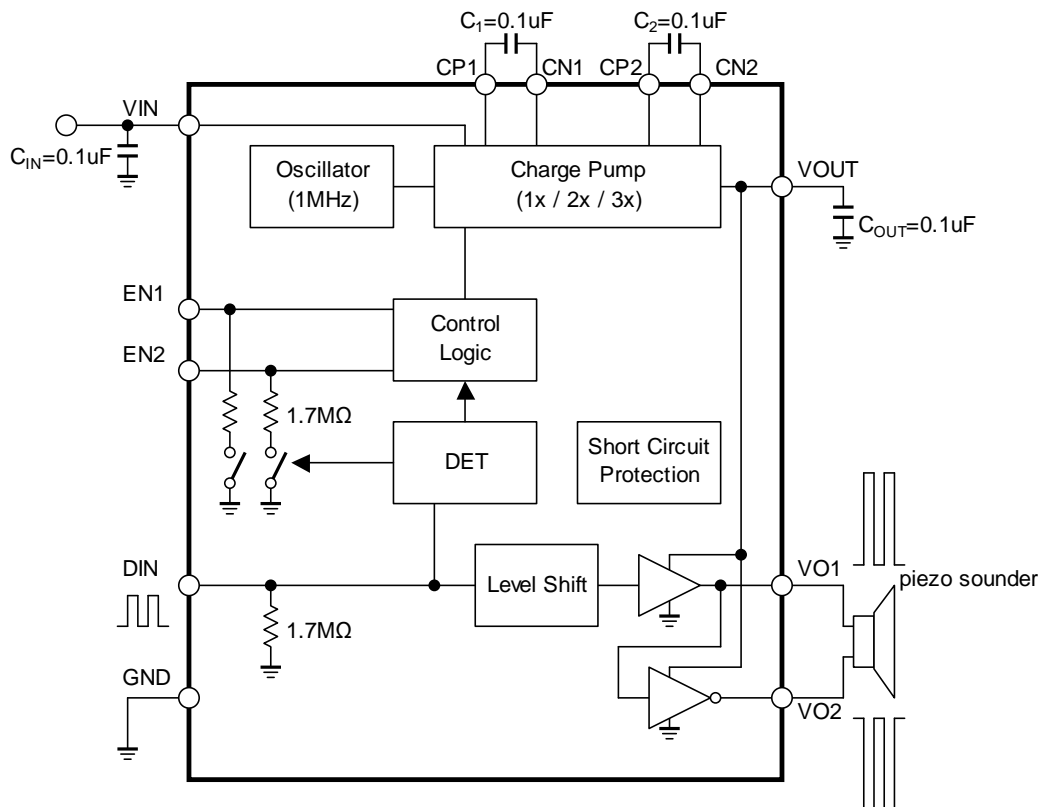 C₁=0.1uF
C₂=0.1uF
CP1
CN1
CP2
CN2
VIN
C_IN=0.1uF
Oscillator
(1MHz)
Charge Pump
(1x / 2x / 3x)
VOUT
C_OUT=0.1uF
EN1
EN2
Control
Logic
1.7MΩ
DET
Short Circuit
Protection
DIN
Level Shift
VO1
piezo sounder
1.7MΩ
GND
VO2